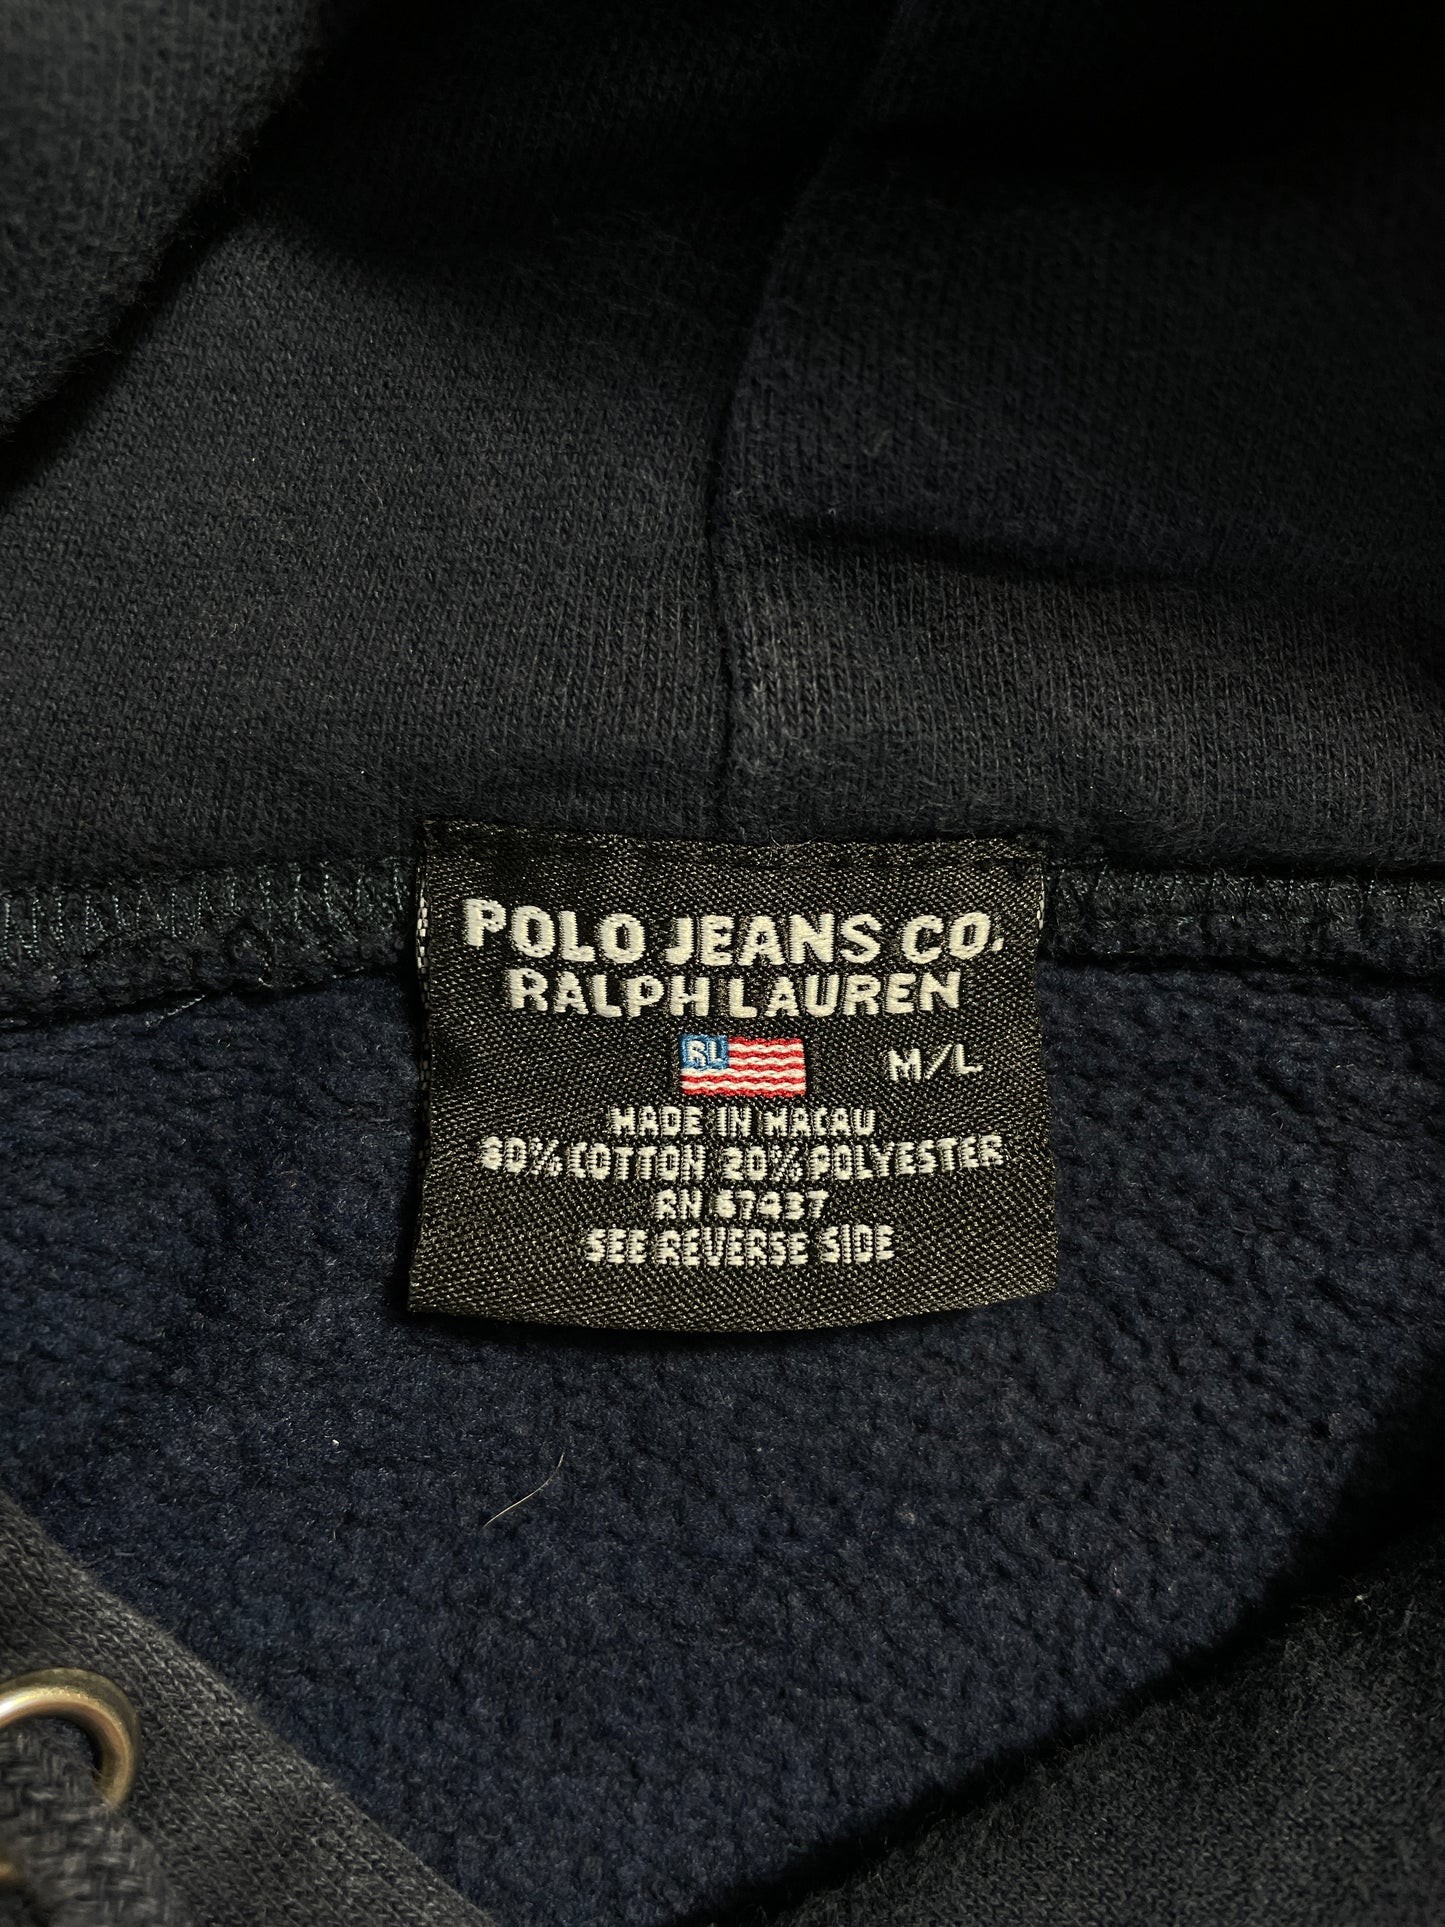 POLO JEANS CO.
RALPH LAUREN
RL M/L
MADE IN MACAU
80% COTTON 20% POLYESTER
RN 67437
SEE REVERSE SIDE